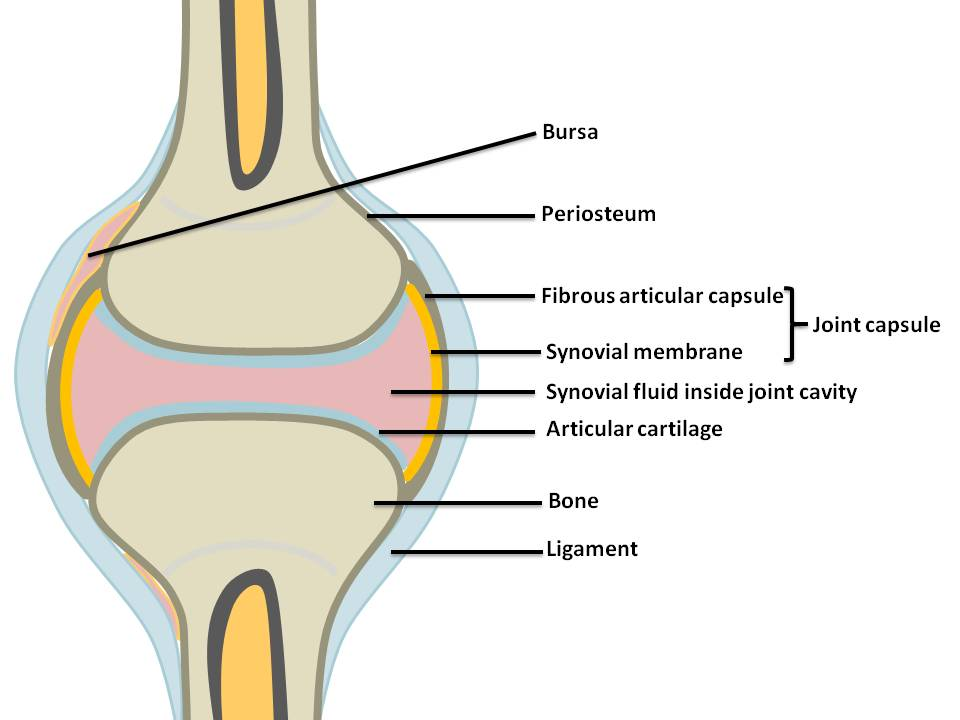 Bursa
Periosteum
Fibrous articular capsule
Joint capsule
Synovial membrane
Synovial fluid inside joint cavity
Articular cartilage
Bone
Ligament